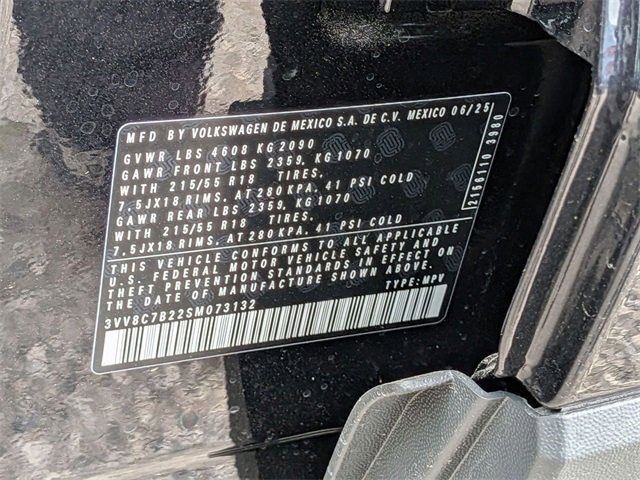 MFD BY VOLKSWAGEN DE MEXICO S.A. DE C.V. MEXICO 06/25
GVWR LBS 4608 KG 2090
GAWR FRONT LBS 2359. KG 1070
WITH 215/55 R18 TIRES.
7.5JX18 RIMS. AT 280 KPA. 41 PSI COLD
GAWR REAR LBS 2359. KG 1070
WITH 215/55 R18 TIRES.
7.5JX18 RIMS. AT 280KPA. 41 PSI COLD
THIS VEHICLE CONFORMS TO ALL APPLICABLE
U.S. FEDERAL MOTOR VEHICLE SAFETY AND
THEFT PREVENTION STANDARDS IN EFFECT ON
THE DATE OF MANUFACTURE SHOWN ABOVE.
3VV8C7B22SM073132 TYPE: MPV
2156110 3980